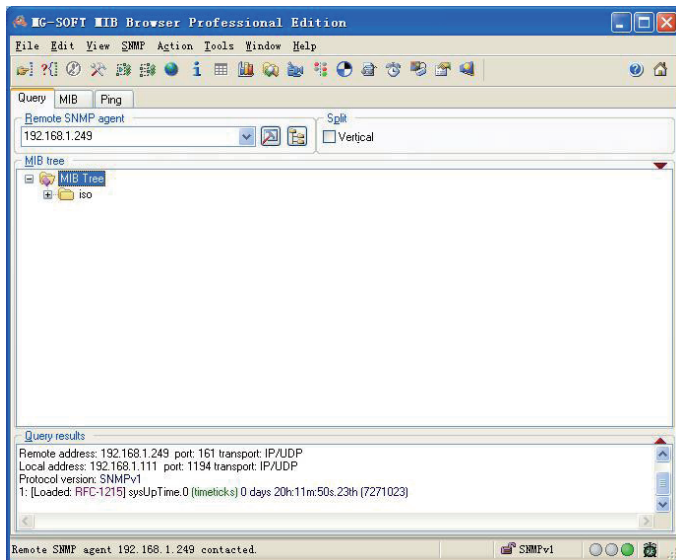 MG-SOFT MIB Browser Professional Edition
File Edit View SNMP Action Tools Window Help
Query MIB Ping
Remote SNMP agent
Split
192.168.1.249
Vertical
MIB tree
MIB Tree
iso
Query results
Remote address: 192.168.1.249 port: 161 transport: IP/UDP
Local address: 192.168.1.111 port: 1194 transport: IP/UDP
Protocol version: SNMPv1
1: [Loaded: RFC-1215] sysUpTime.0 (timeticks) 0 days 20h:11m:50s.23th (7271023)
Remote SNMP agent 192.168.1.249 contacted.
SNMPv1